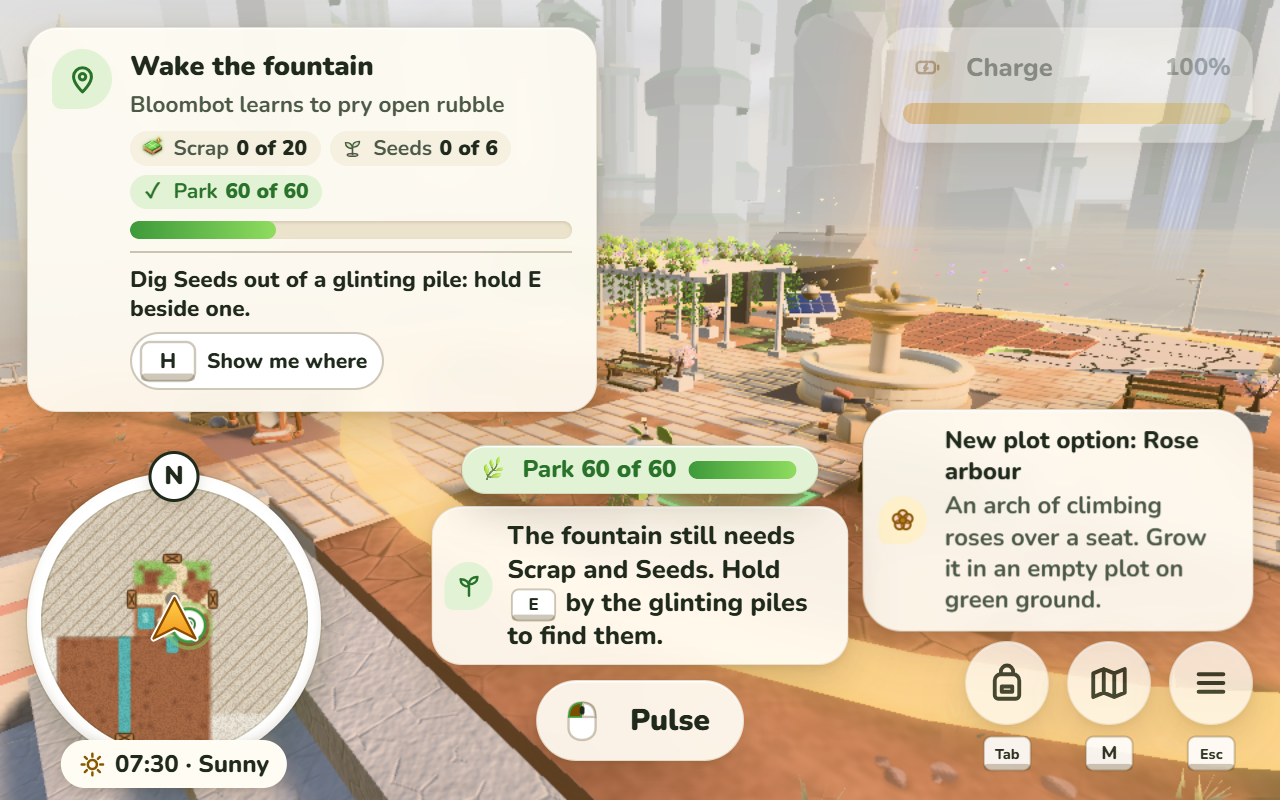 Wake the fountain
Bloombot learns to pry open rubble
Scrap 0 of 20
Seeds 0 of 6
Park 60 of 60
Dig Seeds out of a glinting pile: hold E
beside one.
H Show me where
Charge 100%
N
07:30 · Sunny
Park 60 of 60
The fountain still needs
Scrap and Seeds. Hold
E by the glinting piles
to find them.
Pulse
New plot option: Rose
arbour
An arch of climbing
roses over a seat. Grow
it in an empty plot on
green ground.
Tab
M
Esc